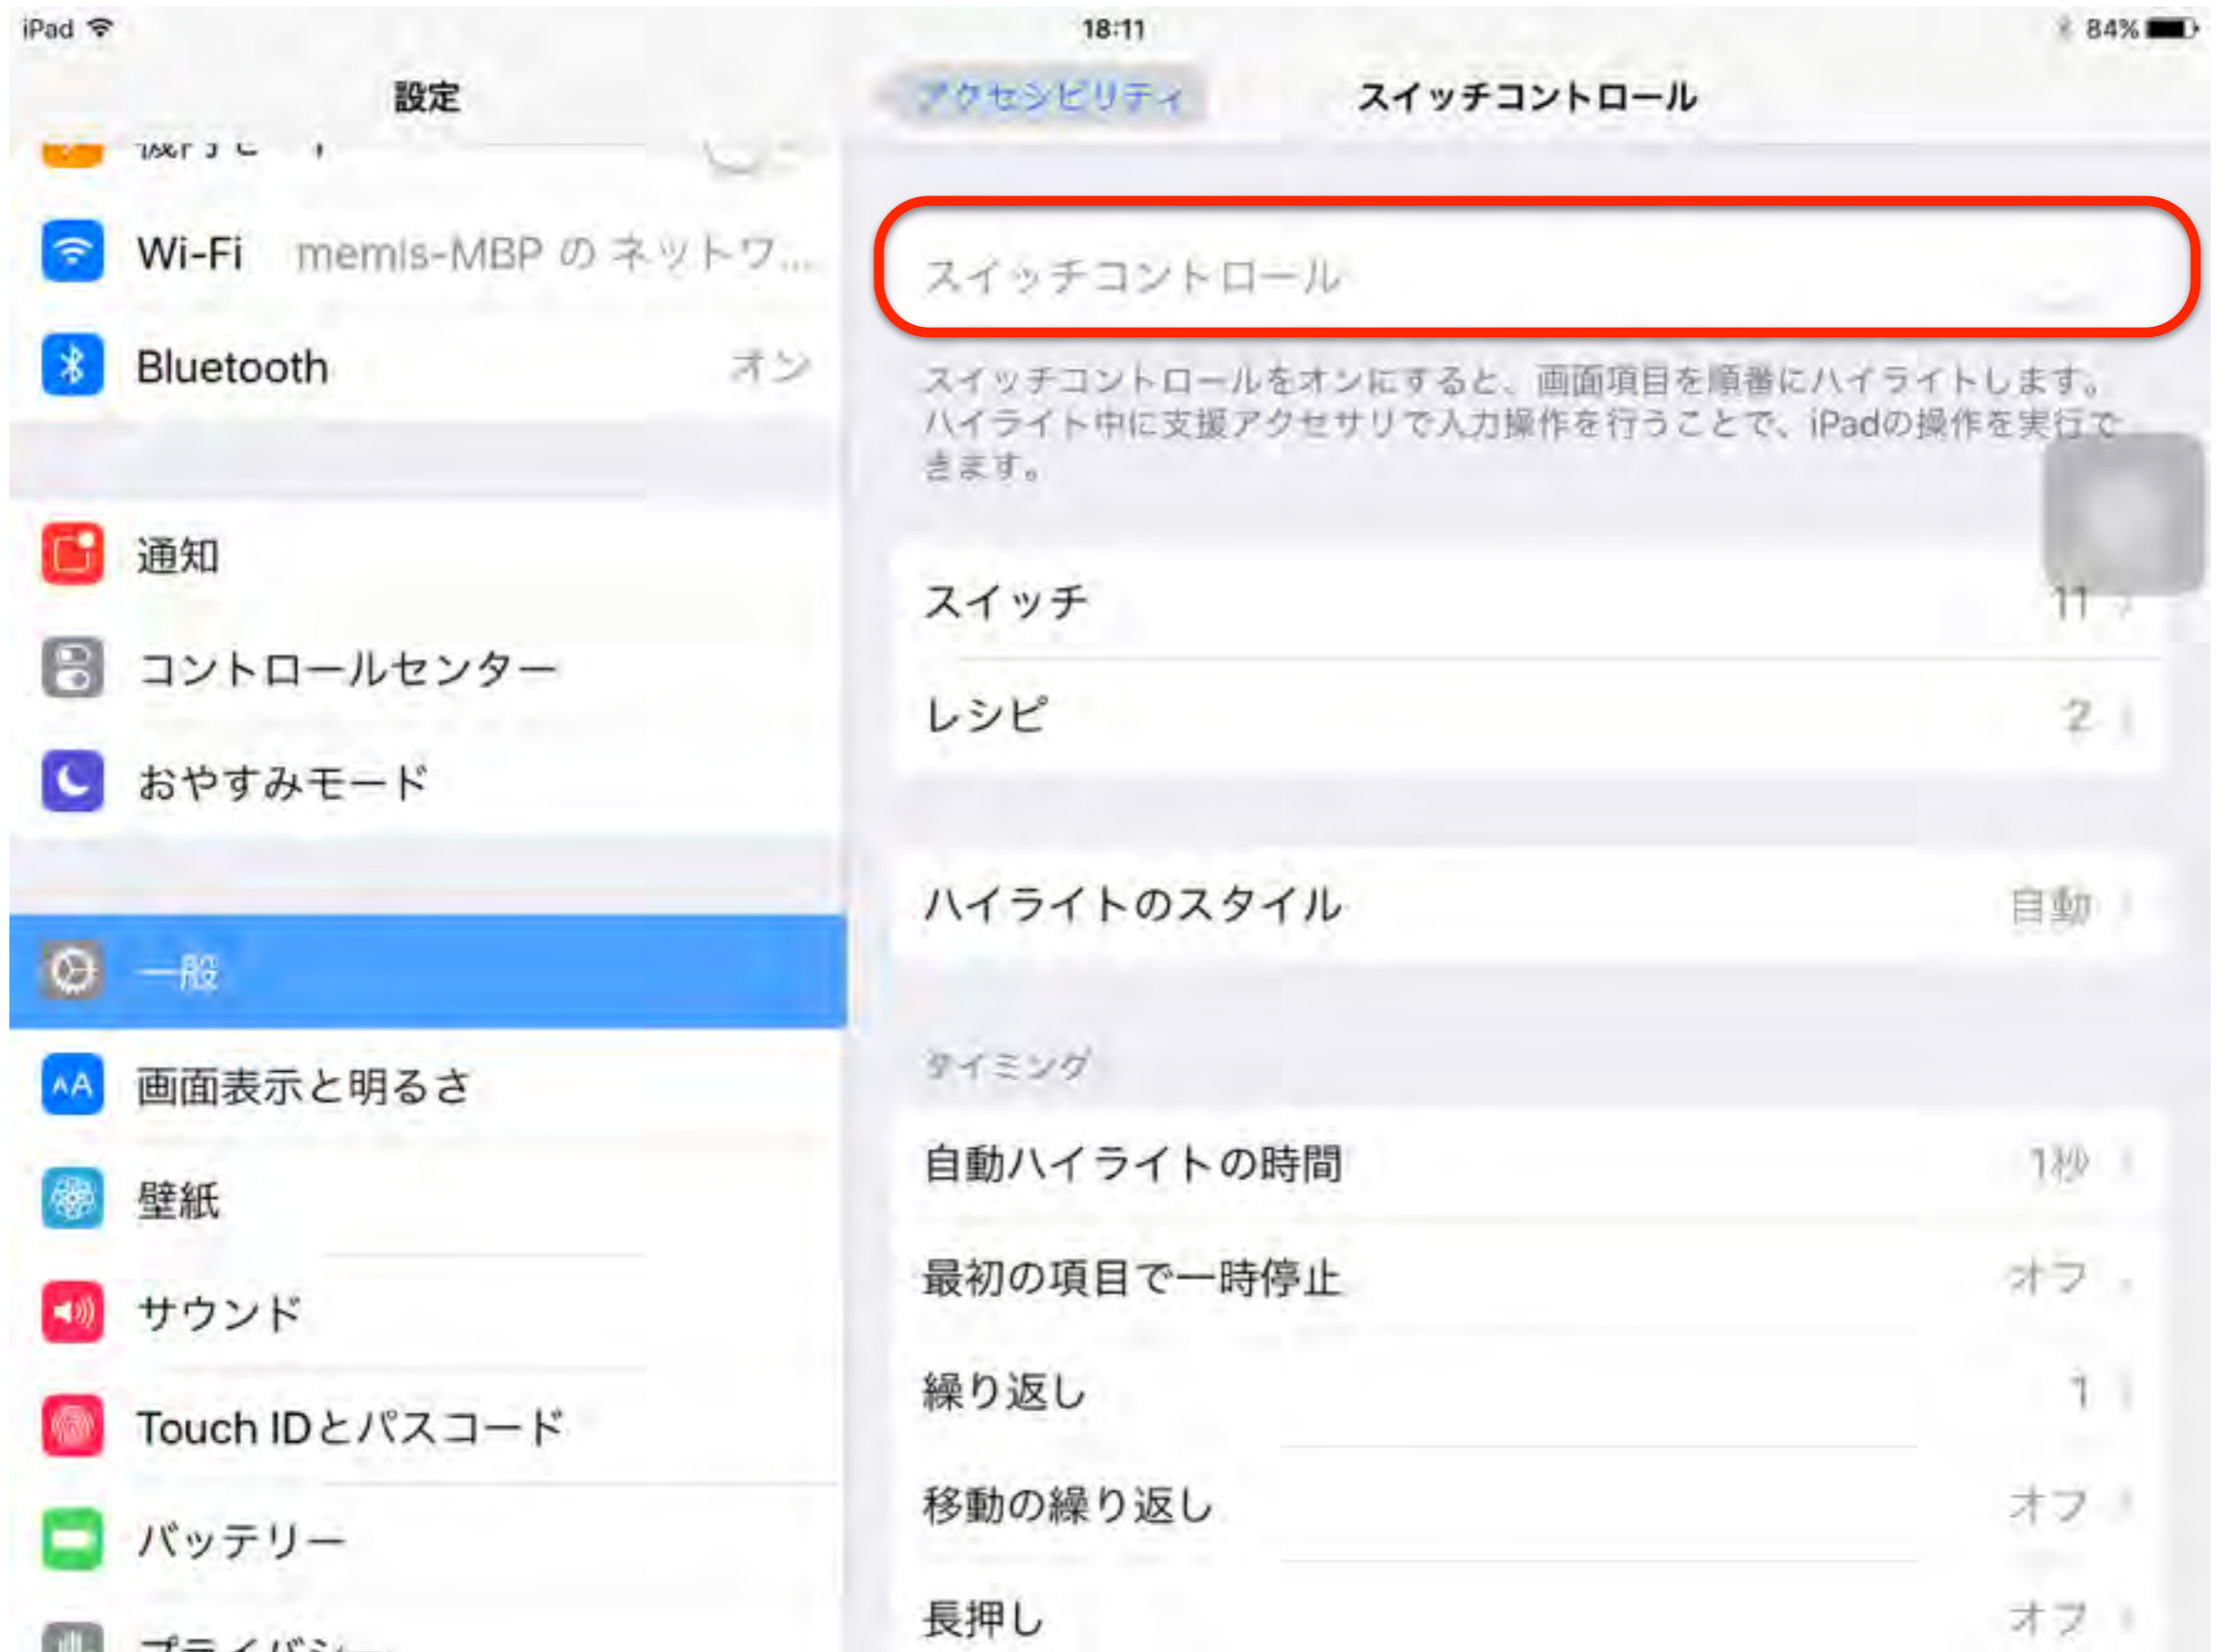 iPad
18:11
84%
設定
アクセシビリティ
スイッチコントロール
Wi-Fi memis-MBP の ネットワ...
Bluetooth オン
通知
コントロールセンター
おやすみモード
一般
画面表示と明るさ
壁紙
サウンド
Touch IDとパスコード
バッテリー
プライバシー
スイッチコントロール
スイッチコントロールをオンにすると、画面項目を順番にハイライトします。
ハイライト中に支援アクセサリで入力操作を行うことで、iPadの操作を実行で
きます。
スイッチ 11
レシピ 2
ハイライトのスタイル 自動
タイミング
自動ハイライトの時間 1秒
最初の項目で一時停止 オフ
繰り返し 1
移動の繰り返し オフ
長押し オフ